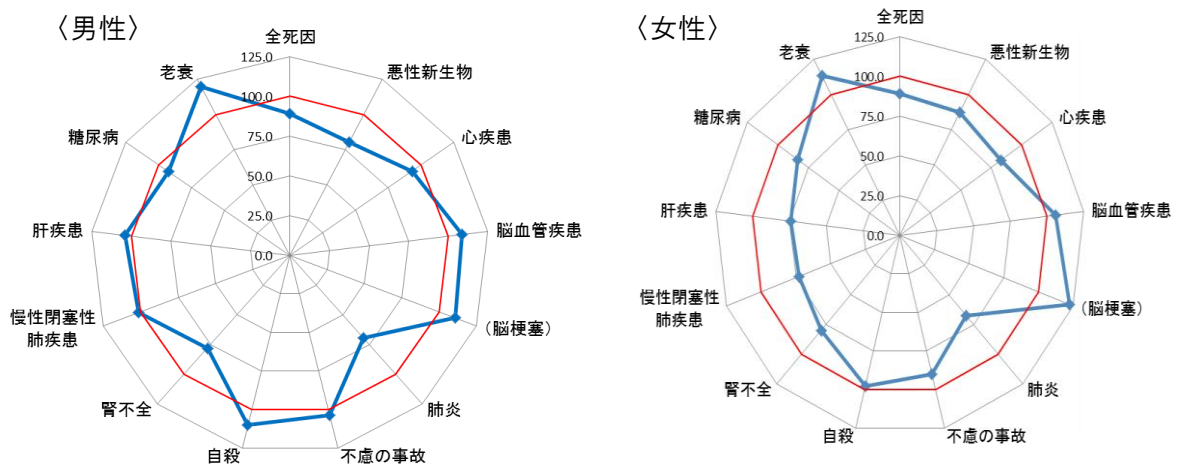 〈男性〉
全死因
悪性新生物
心疾患
脳血管疾患
（脳梗塞）
肺炎
不慮の事故
自殺
腎不全
慢性閉塞性
肺疾患
肝疾患
糖尿病
老衰
125.0
100.0
75.0
50.0
25.0
0.0
〈女性〉
全死因
悪性新生物
心疾患
脳血管疾患
（脳梗塞）
肺炎
不慮の事故
自殺
腎不全
慢性閉塞性
肺疾患
肝疾患
糖尿病
老衰
125.0
100.0
75.0
50.0
25.0
0.0